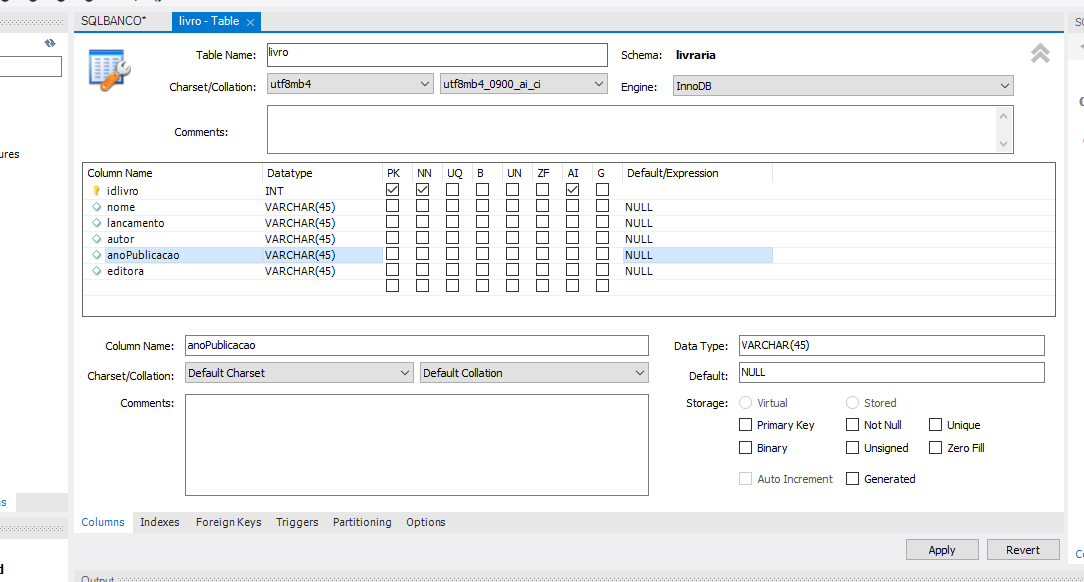 SQLBANCO*
livro - Table
Table Name: livro
Schema: livraria
Charset/Collation: utf8mb4 utf8mb4_0900_ai_ci
Engine: InnoDB
Comments:
ures
Column Name Datatype PK NN UQ B UN ZF AI G Default/Expression
idlivro INT
nome VARCHAR(45) NULL
lancamento VARCHAR(45) NULL
autor VARCHAR(45) NULL
anoPublicacao VARCHAR(45) NULL
editora VARCHAR(45) NULL
Column Name: anoPublicacao
Data Type: VARCHAR(45)
Charset/Collation: Default Charset Default Collation
Default: NULL
Comments:
Storage: Virtual Stored
Primary Key Not Null Unique
Binary Unsigned Zero Fill
Auto Increment Generated
Columns Indexes Foreign Keys Triggers Partitioning Options
Apply Revert
Output